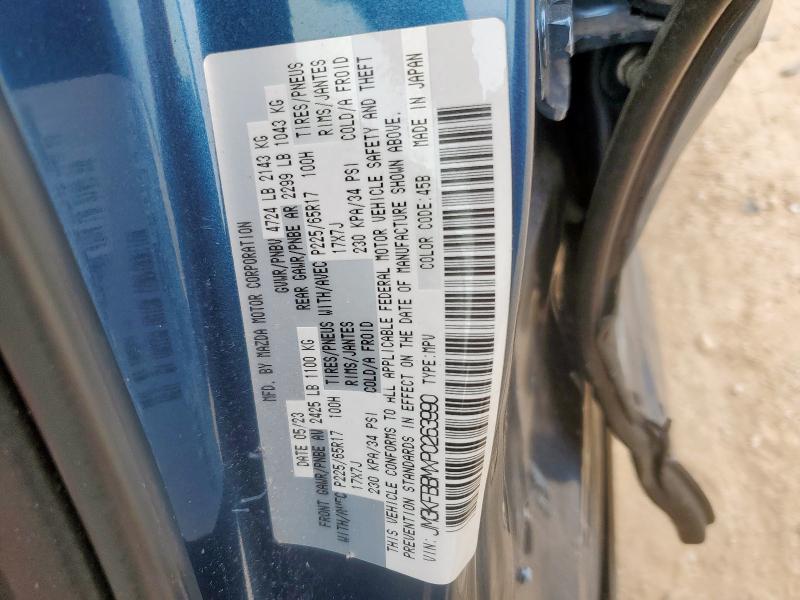 MFD. BY MAZDA MOTOR CORPORATION
DATE 05/23 GVWR/PNBV 4724 LB 2143 KG
FRONT GAWR/PNBE AV 2425 LB 1100 KG REAR GAWR/PNBE AR 2299 LB 1043 KG
WITH/AVEC P225/65R17 100H TIRES/PNEUS WITH/AVEC P225/65R17 100H TIRES/PNEUS
17X7J RIMS/JANTES 17X7J RIMS/JANTES
230 KPA/34 PSI COLD/A FROID 230 KPA/34 PSI COLD/A FROID
THIS VEHICLE CONFORMS TO ALL APPLICABLE FEDERAL MOTOR VEHICLE SAFETY AND THEFT
PREVENTION STANDARDS IN EFFECT ON THE DATE OF MANUFACTURE SHOWN ABOVE.
VIN: JM3KFBBMXP0263990 TYPE:MPV COLOR CODE:45B MADE IN JAPAN